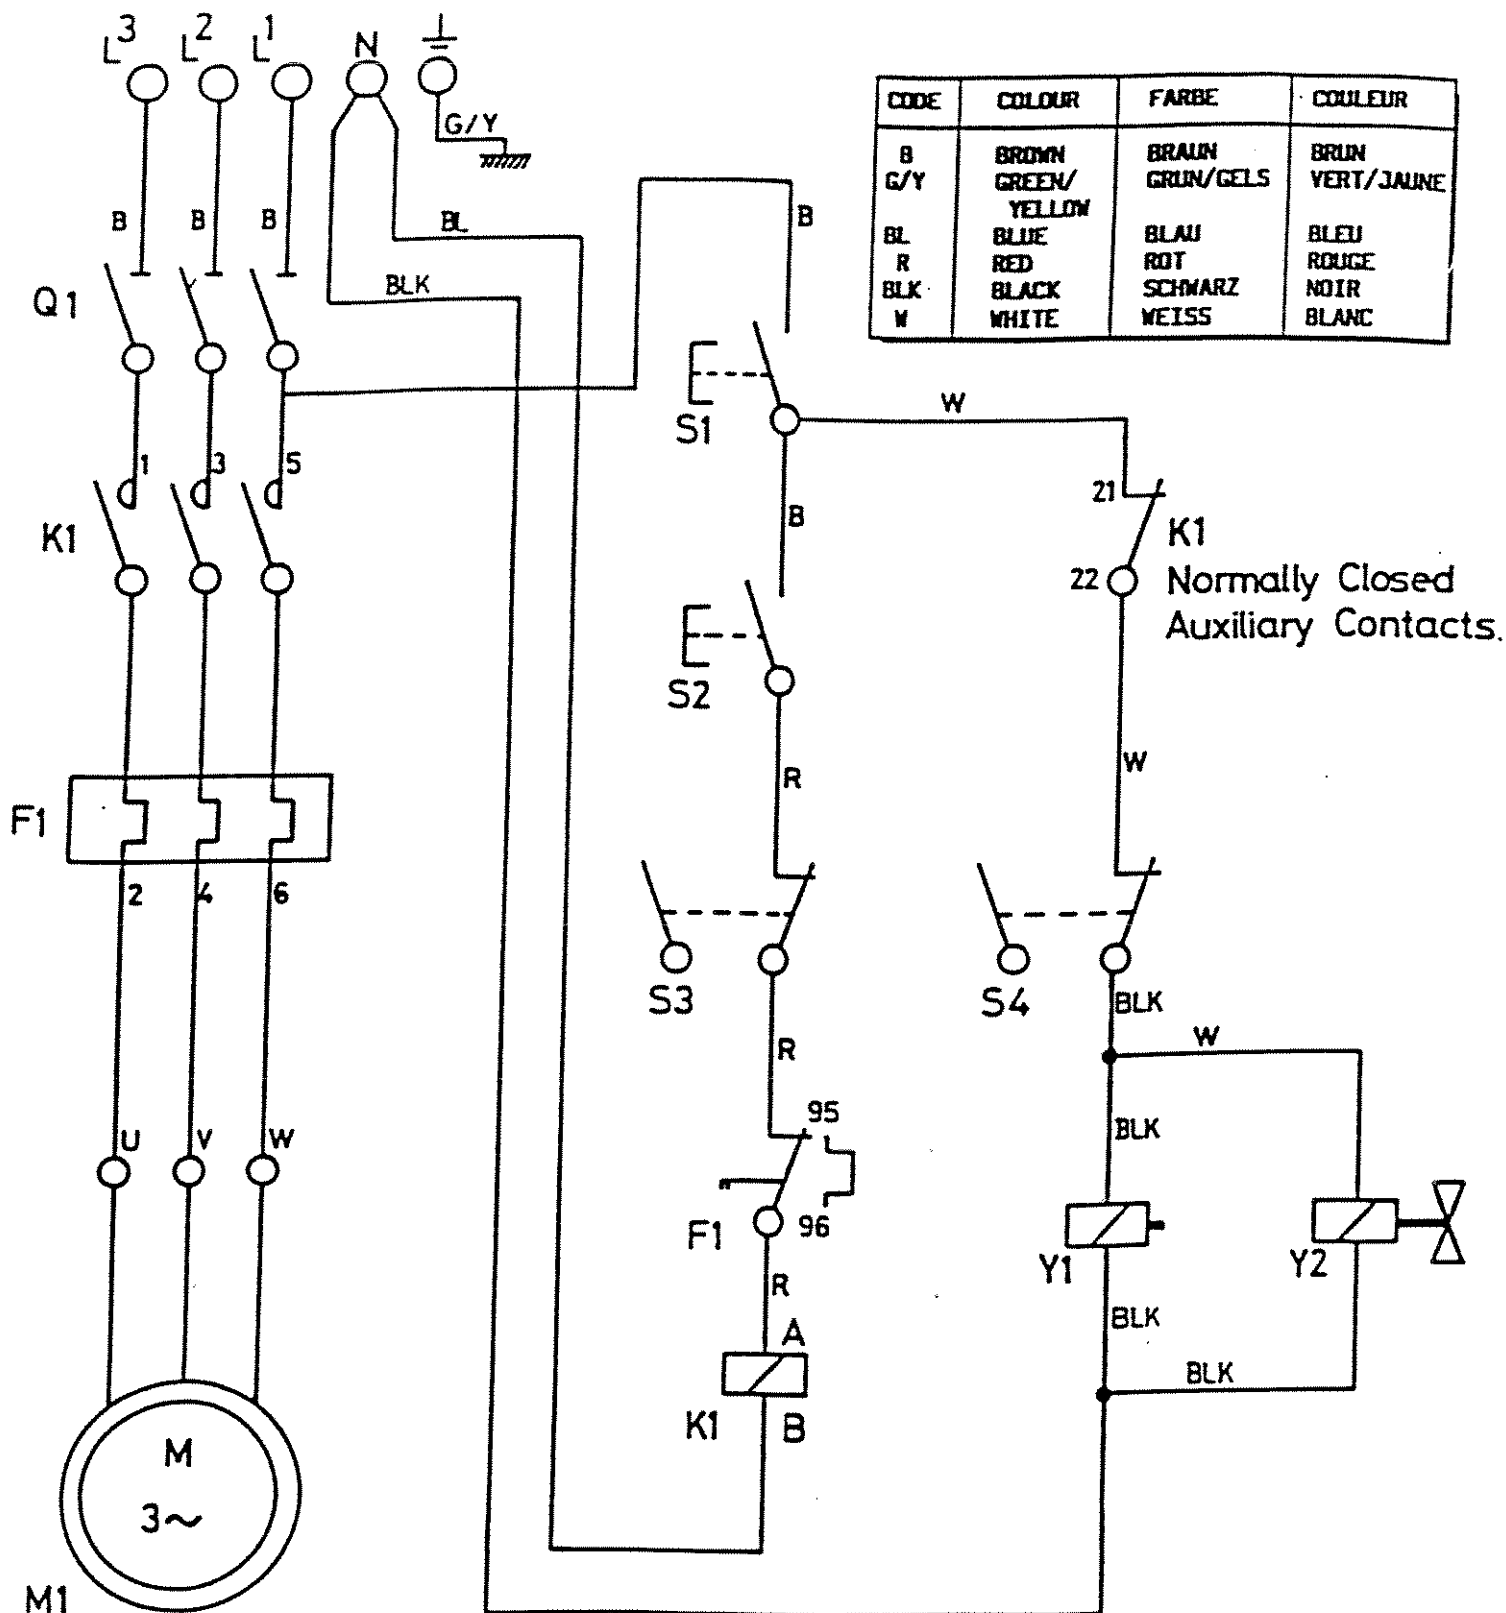 L3 L2 L1 N
G/Y
CODE COLOUR FARBE COULEUR
B BROWN BRAUN BRUN
G/Y GREEN/ GRUN/GELS VERT/JAUNE
YELLOW
BL BLUE BLAU BLEU
R RED ROT ROUGE
BLK BLACK SCHWARZ NOIR
W WHITE WEISS BLANC
B B B BL B
Q1 BLK
S1 W
1 3 5
21
K1 B K1
22 Normally Closed
Auxiliary Contacts.
S2
R W
F1
2 4 6
S3 S4 BLK
R W
95
U V W BLK
F1 96
Y1 Y2
R BLK
A
BLK
K1 B
M
3~
M1